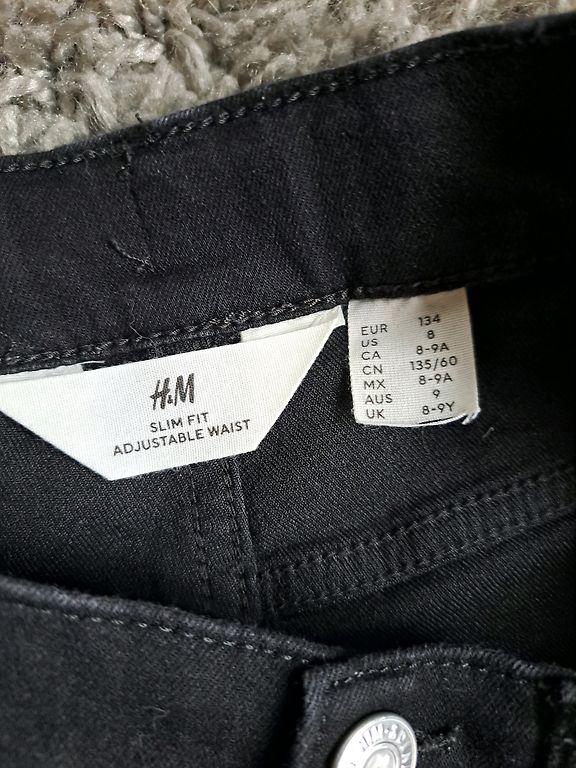 H&M
SLIM FIT
ADJUSTABLE WAIST
EUR 134
US 8
CA 8-9A
CN 135/60
MX 8-9A
AUS 9
UK 8-9Y